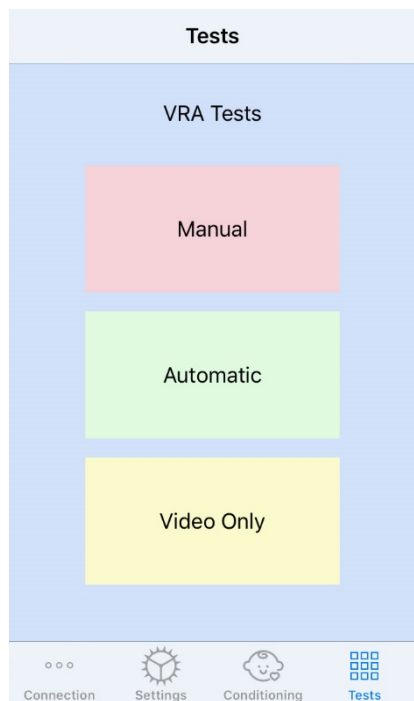 Tests
VRA Tests
Manual
Automatic
Video Only
Connection Settings Conditioning Tests